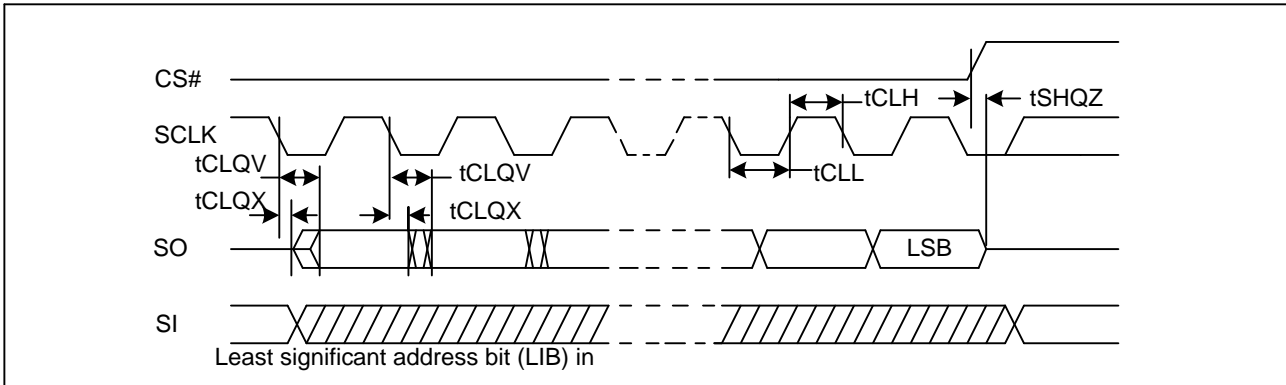 CS#
tCLH
tSHQZ
SCLK
tCLQV
tCLQV
tCLL
tCLQX
tCLQX
SO
LSB
SI
Least significant address bit (LIB) in